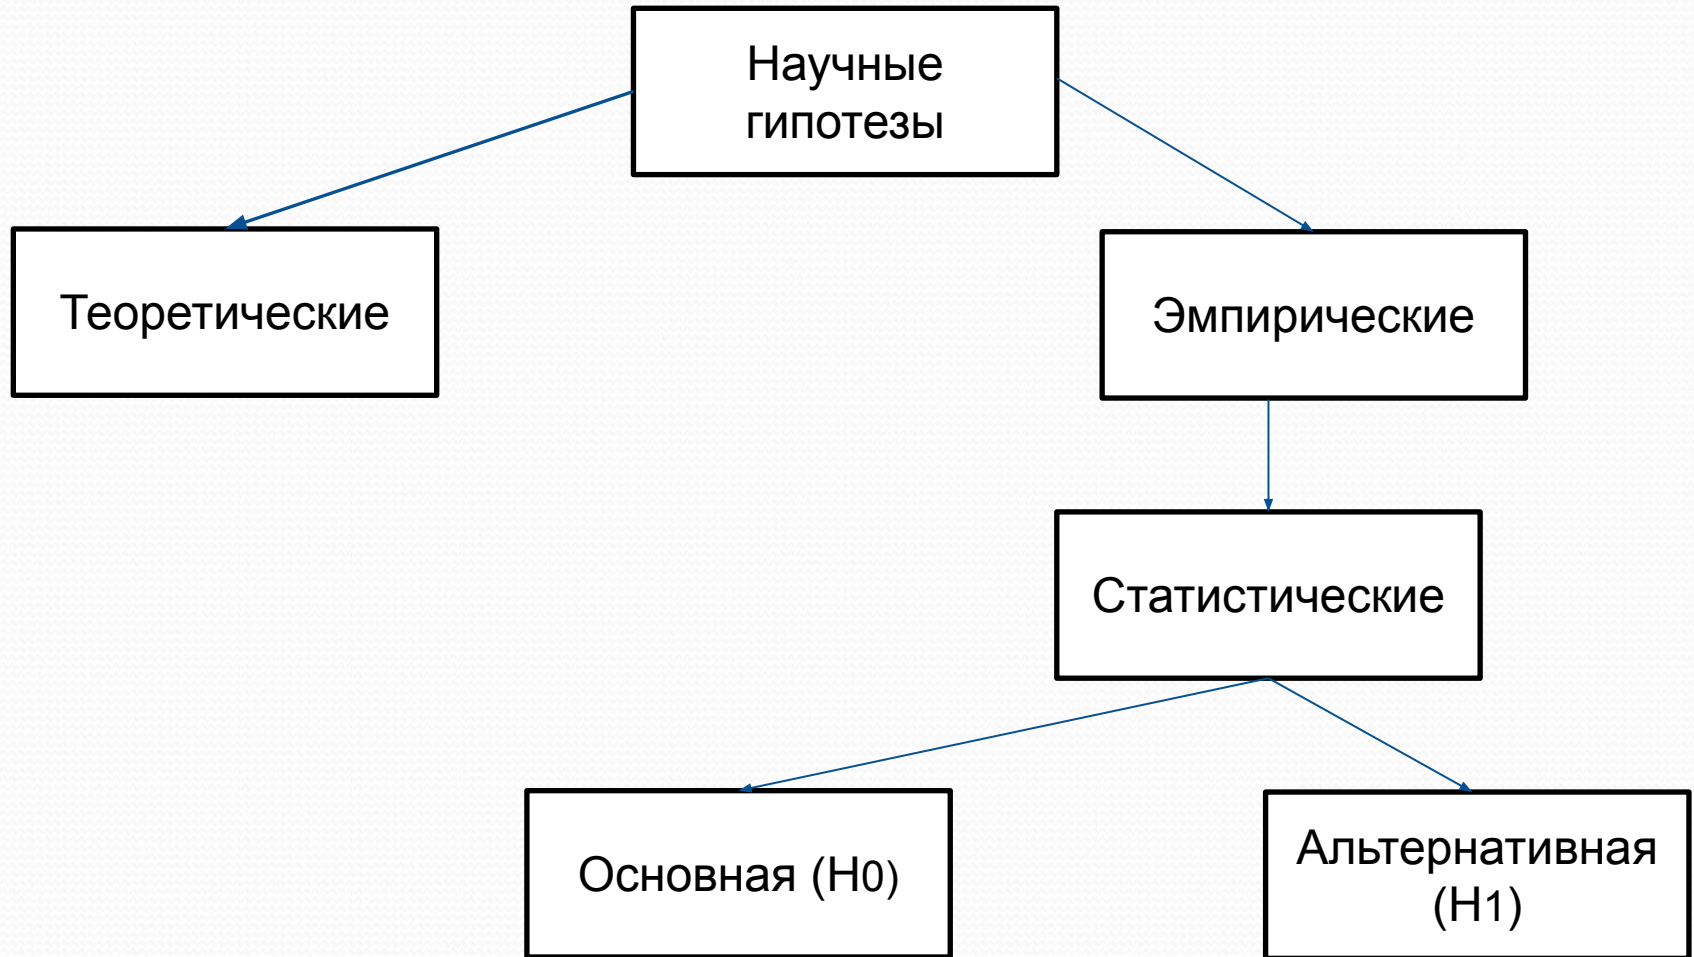 Научные
гипотезы
Теоретические
Эмпирические
Статистические
Основная (H0)
Альтернативная
(H1)